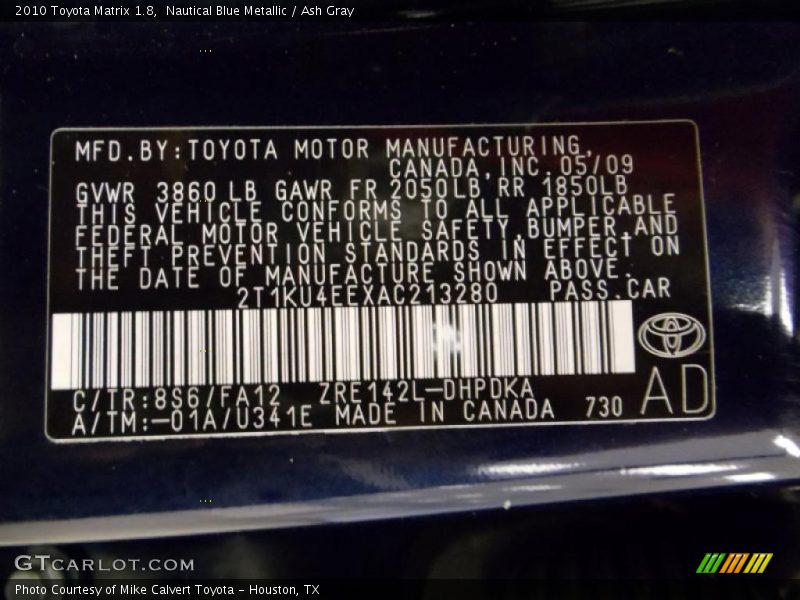 2010 Toyota Matrix 1.8,  Nautical Blue Metallic / Ash Gray
MFD.BY:TOYOTA MOTOR MANUFACTURING,
CANADA,INC.05/09
GVWR 3860 LB GAWR FR 2050LB RR 1850LB
THIS VEHICLE CONFORMS TO ALL APPLICABLE
FEDERAL MOTOR VEHICLE SAFETY,BUMPER,AND
THEFT PREVENTION STANDARDS IN EFFECT ON
THE DATE OF MANUFACTURE SHOWN ABOVE.
2T1KU4EEXAC213280 PASS.CAR
C/TR:8S6/FA12 ZRE142L-DHPDKA
A/TM:-01A/U341E MADE IN CANADA 730 AD
GTCARLOT.COM
Photo Courtesy of Mike Calvert Toyota - Houston, TX